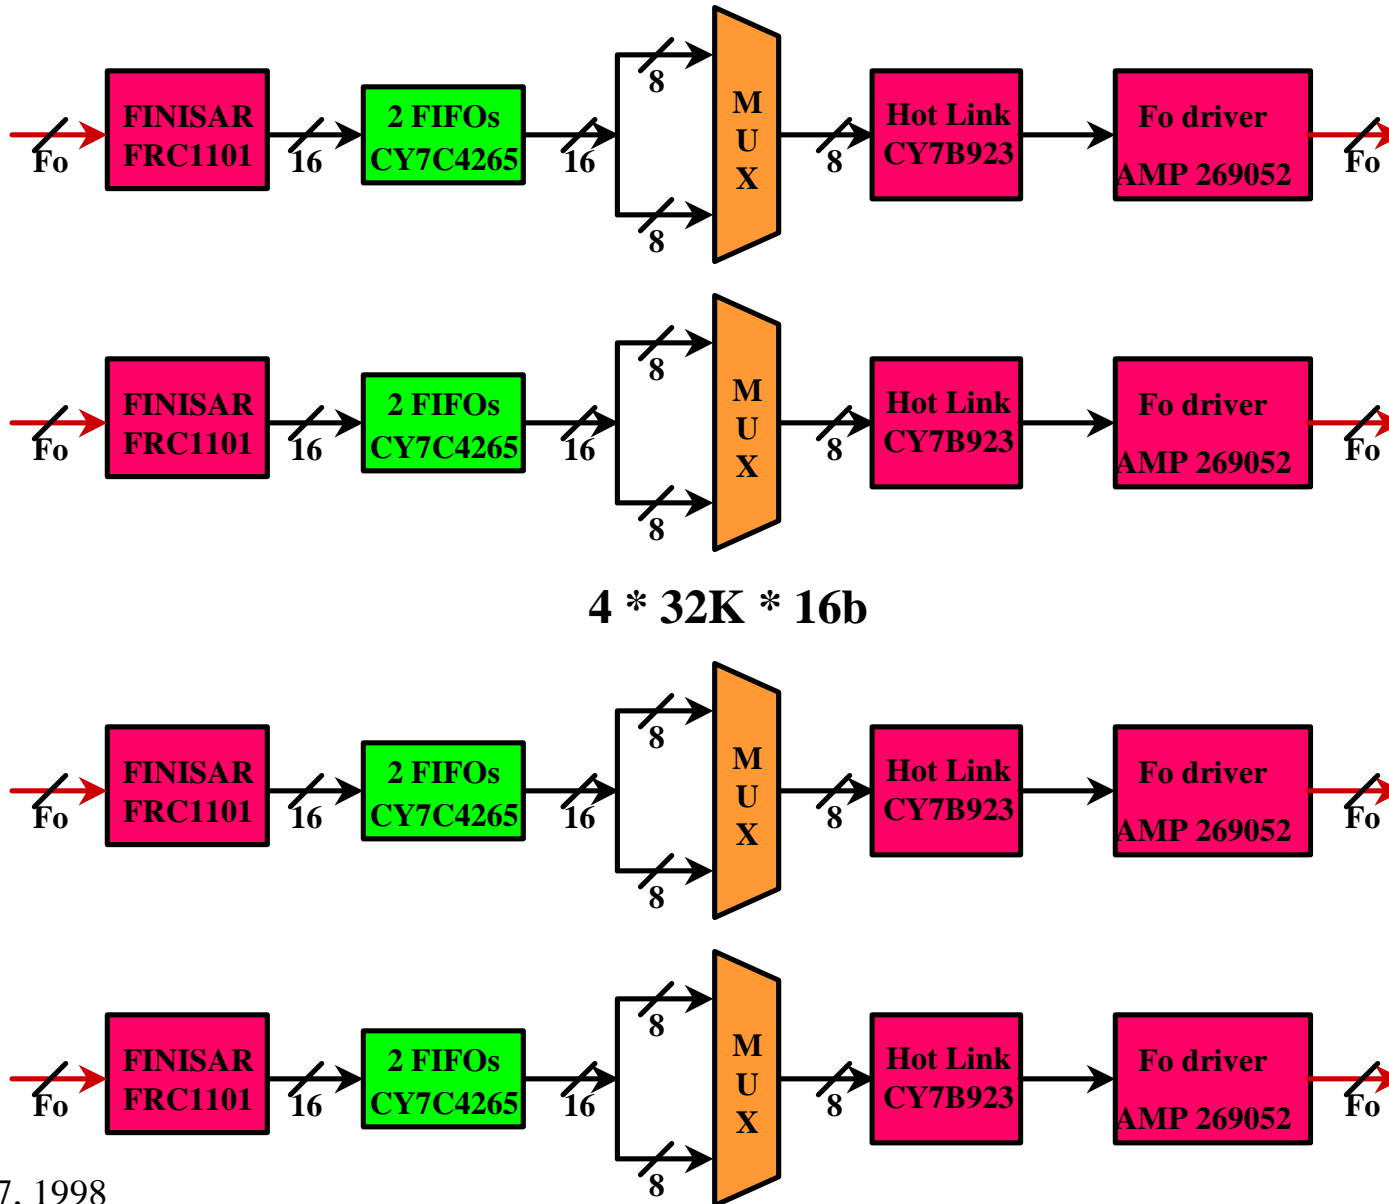 FINISAR
FRC1101
Fo
16
2 FIFOs
CY7C4265
16
8
8
M
U
X
8
Hot Link
CY7B923
Fo driver
AMP 269052
Fo
FINISAR
FRC1101
Fo
16
2 FIFOs
CY7C4265
16
8
8
M
U
X
8
Hot Link
CY7B923
Fo driver
AMP 269052
Fo
4 * 32K * 16b
FINISAR
FRC1101
Fo
16
2 FIFOs
CY7C4265
16
8
8
M
U
X
8
Hot Link
CY7B923
Fo driver
AMP 269052
Fo
FINISAR
FRC1101
Fo
16
2 FIFOs
CY7C4265
16
8
8
M
U
X
8
Hot Link
CY7B923
Fo driver
AMP 269052
Fo
7, 1998